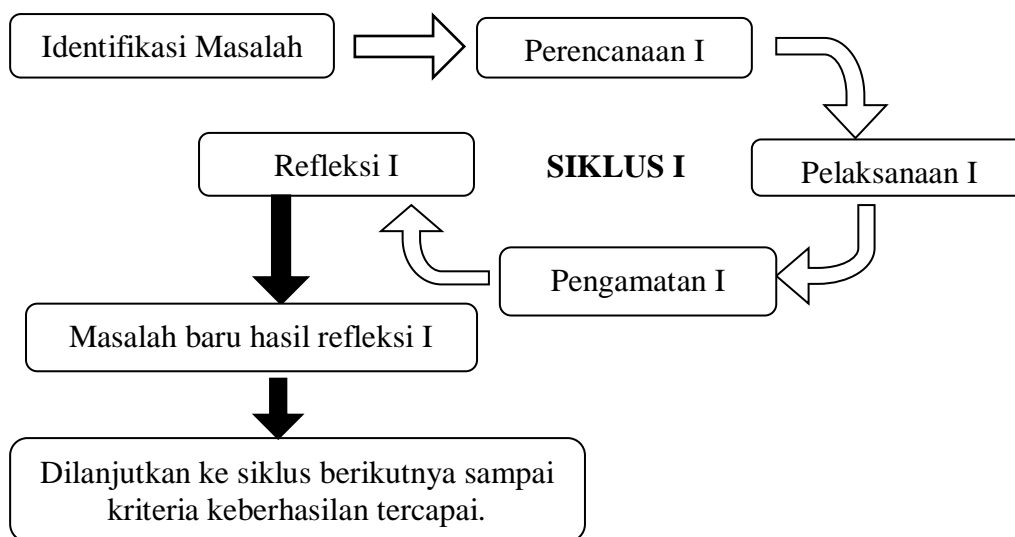 Identifikasi Masalah
Perencanaan I
Refleksi I
SIKLUS I
Pelaksanaan I
Pengamatan I
Masalah baru hasil refleksi I
Dilanjutkan ke siklus berikutnya sampai
kriteria keberhasilan tercapai.